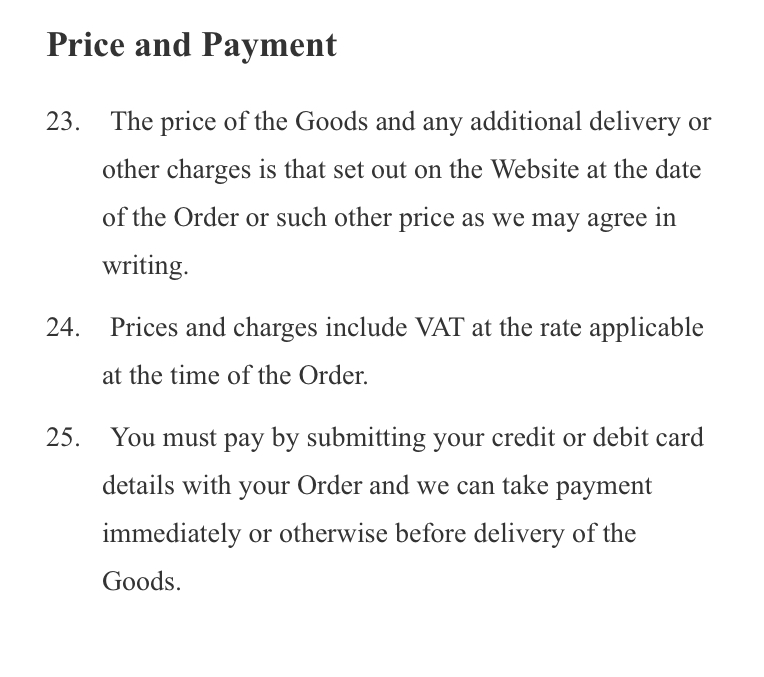 Price and Payment
23. The price of the Goods and any additional delivery or
other charges is that set out on the Website at the date
of the Order or such other price as we may agree in
writing.
24. Prices and charges include VAT at the rate applicable
at the time of the Order.
25. You must pay by submitting your credit or debit card
details with your Order and we can take payment
immediately or otherwise before delivery of the
Goods.